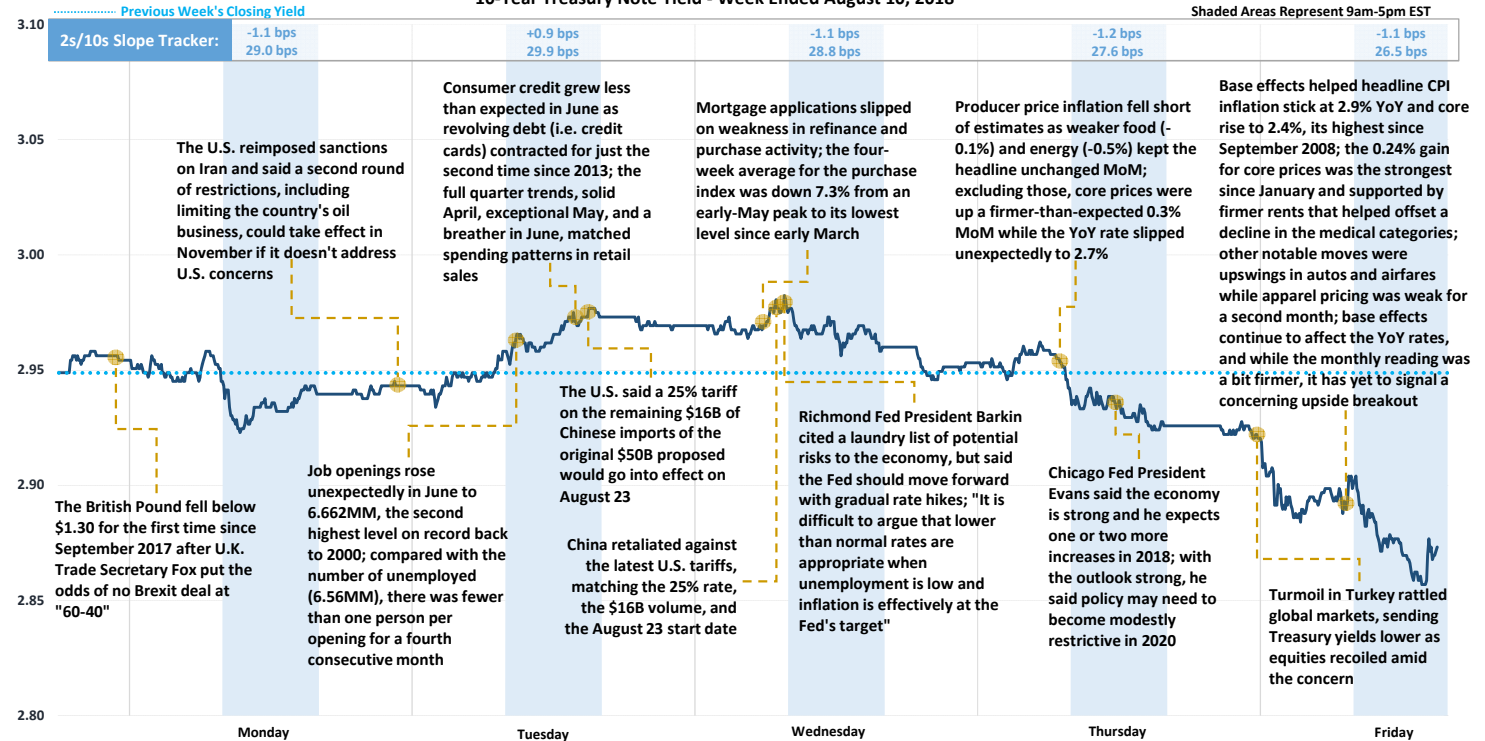 10-Year Treasury Note Yield - Week Ended August 10, 2018
Previous Week's Closing Yield
Shaded Areas Represent 9am-5pm EST
3.10
2s/10s Slope Tracker:
-1.1 bps
29.0 bps
+0.9 bps
29.9 bps
-1.1 bps
28.8 bps
-1.2 bps
27.6 bps
-1.1 bps
26.5 bps
3.05
3.00
2.95
2.90
2.85
2.80
The British Pound fell below
$1.30 for the first time since
September 2017 after U.K.
Trade Secretary Fox put the
odds of no Brexit deal at
"60-40"
The U.S. reimposed sanctions
on Iran and said a second round
of restrictions, including
limiting the country's oil
business, could take effect in
November if it doesn't address
U.S. concerns
Job openings rose
unexpectedly in June to
6.662MM, the second
highest level on record back
to 2000; compared with the
number of unemployed
(6.56MM), there was fewer
than one person per
opening for a fourth
consecutive month
Consumer credit grew less
than expected in June as
revolving debt (i.e. credit
cards) contracted for just the
second time since 2013; the
full quarter trends, solid
April, exceptional May, and a
breather in June, matched
spending patterns in retail
sales
The U.S. said a 25% tariff
on the remaining $16B of
Chinese imports of the
original $50B proposed
would go into effect on
August 23
China retaliated against
the latest U.S. tariffs,
matching the 25% rate,
the $16B volume, and
the August 23 start date
Mortgage applications slipped
on weakness in refinance and
purchase activity; the four-
week average for the purchase
index was down 7.3% from an
early-May peak to its lowest
level since early March
Richmond Fed President Barkin
cited a laundry list of potential
risks to the economy, but said
the Fed should move forward
with gradual rate hikes; "It is
difficult to argue that lower
than normal rates are
appropriate when
unemployment is low and
inflation is effectively at the
Fed's target"
Producer price inflation fell short
of estimates as weaker food (-
0.1%) and energy (-0.5%) kept the
headline unchanged MoM;
excluding those, core prices were
up a firmer-than-expected 0.3%
MoM while the YoY rate slipped
unexpectedly to 2.7%
Chicago Fed President
Evans said the economy
is strong and he expects
one or two more
increases in 2018; with
the outlook strong, he
said policy may need to
become modestly
restrictive in 2020
Base effects helped headline CPI
inflation stick at 2.9% YoY and core
rise to 2.4%, its highest since
September 2008; the 0.24% gain
for core prices was the strongest
since January and supported by
firmer rents that helped offset a
decline in the medical categories;
other notable moves were
upswings in autos and airfares
while apparel pricing was weak for
a second month; base effects
continue to affect the YoY rates,
and while the monthly reading was
a bit firmer, it has yet to signal a
concerning upside breakout
Turmoil in Turkey rattled
global markets, sending
Treasury yields lower as
equities recoiled amid
the concern
Monday
Tuesday
Wednesday
Thursday
Friday